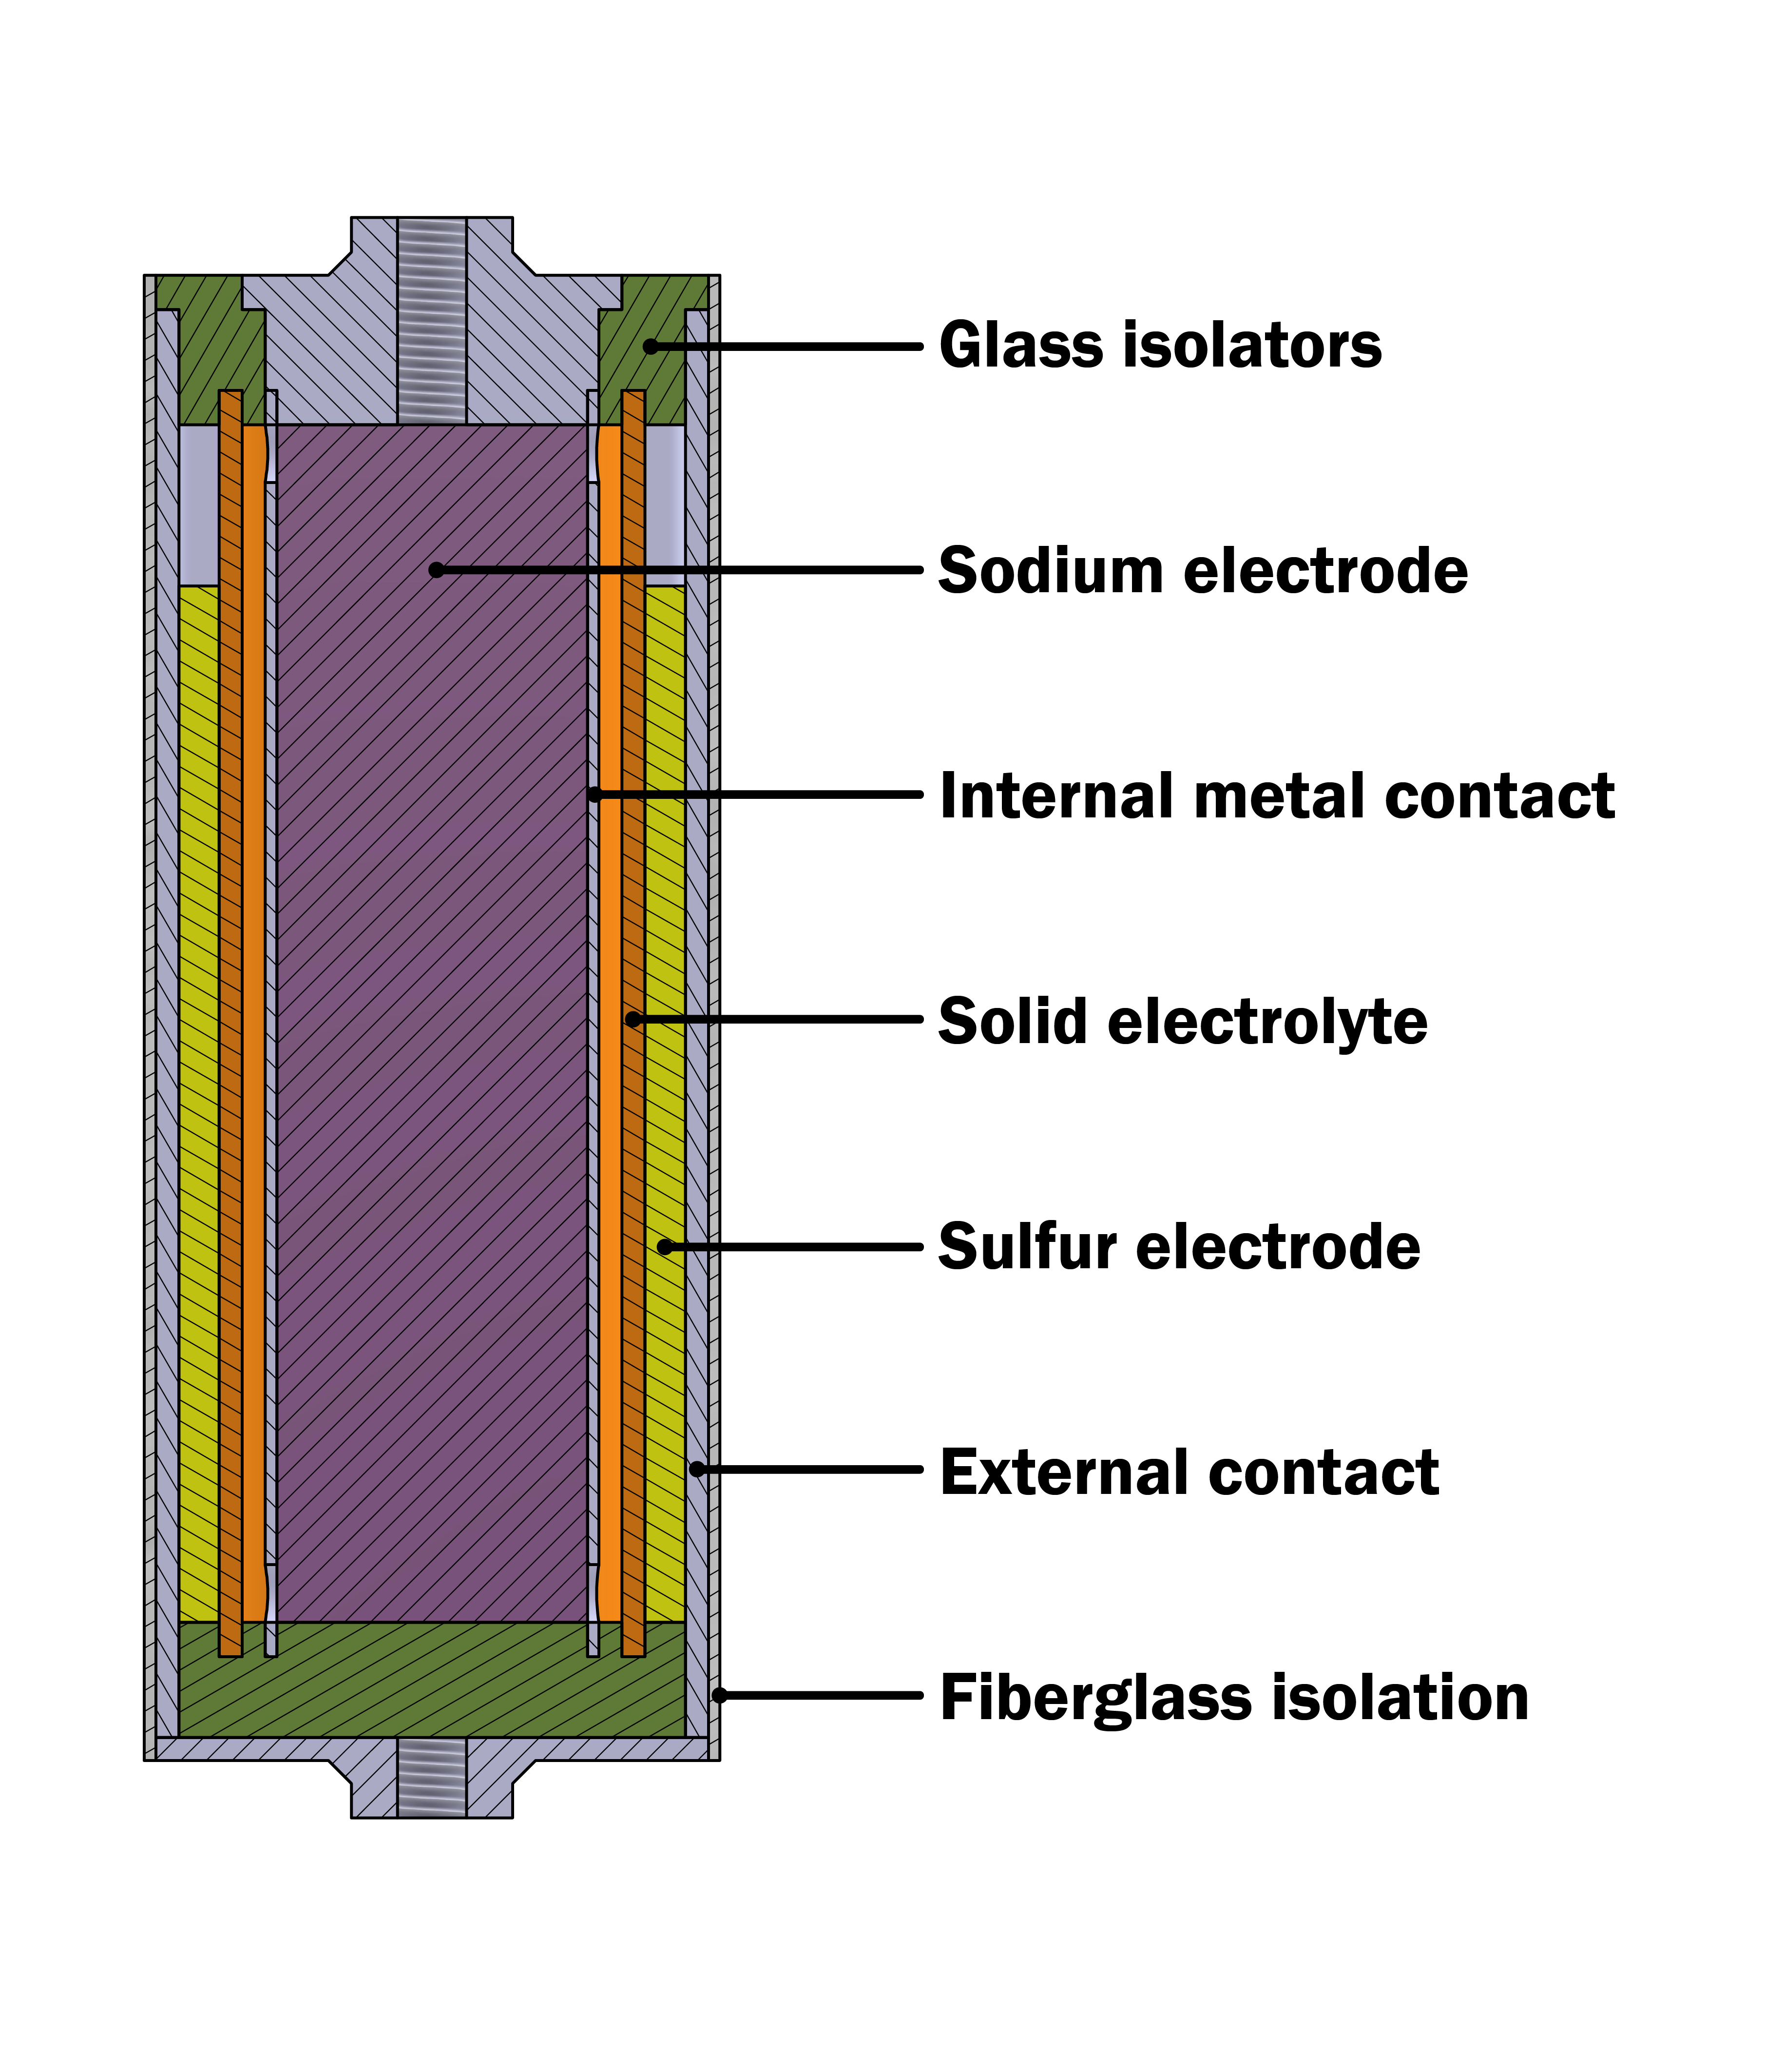 Glass isolators
Sodium electrode
Internal metal contact
Solid electrolyte
Sulfur electrode
External contact
Fiberglass isolation